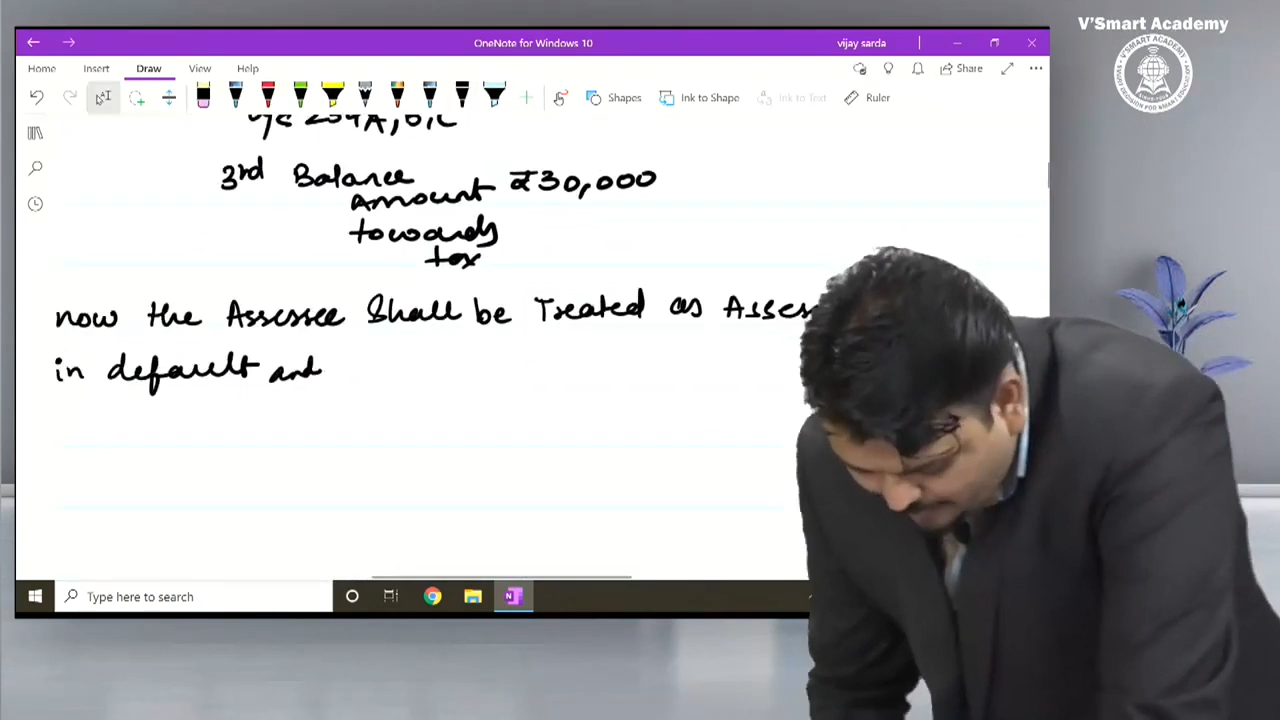 V'Smart Academy
OneNote for Windows 10
vijay sarda
Home Insert Draw View Help
Share
Shapes
Ink to Shape
Ink to Text
Ruler
u/s 234A, B, C
3rd Balance
Amount ₹30,000
towards
tax
now the Assessee Shall be Treated as Asses
in default and
Type here to search